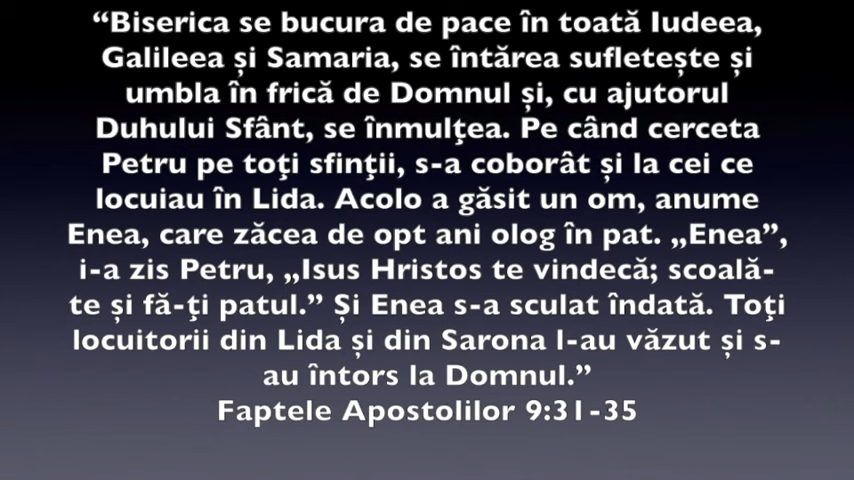 “Biserica se bucura de pace în toată Iudeea,
Galileea și Samaria, se întărea sufletește și
umbla în frică de Domnul și, cu ajutorul
Duhului Sfânt, se înmulţea. Pe când cerceta
Petru pe toţi sfinţii, s-a coborât și la cei ce
locuiau în Lida. Acolo a găsit un om, anume
Enea, care zăcea de opt ani olog în pat. „Enea”,
i-a zis Petru, „Isus Hristos te vindecă; scoală-
te și fă-ţi patul.” Și Enea s-a sculat îndată. Toţi
locuitorii din Lida și din Sarona l-au văzut și s-
au întors la Domnul.”
Faptele Apostolilor 9:31-35